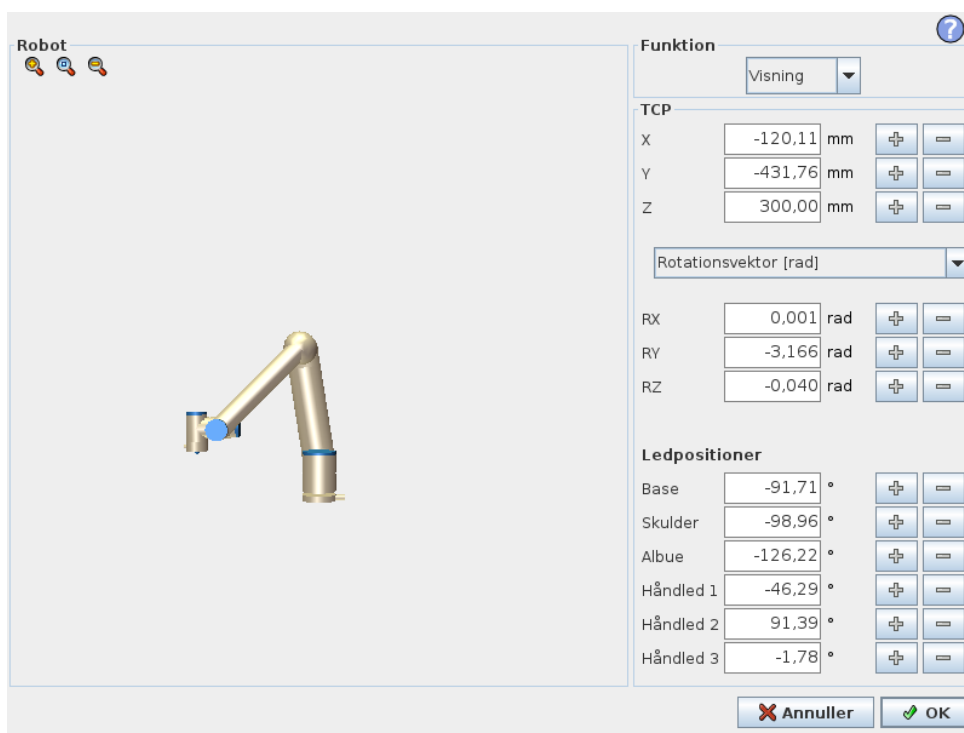 ?
Robot
Funktion
Visning
TCP
X -120,11 mm
Y -431,76 mm
Z 300,00 mm
Rotationsvektor [rad]
RX 0,001 rad
RY -3,166 rad
RZ -0,040 rad
Ledpositioner
Base -91,71 °
Skulder -98,96 °
Albue -126,22 °
Håndled 1 -46,29 °
Håndled 2 91,39 °
Håndled 3 -1,78 °
Annuller OK